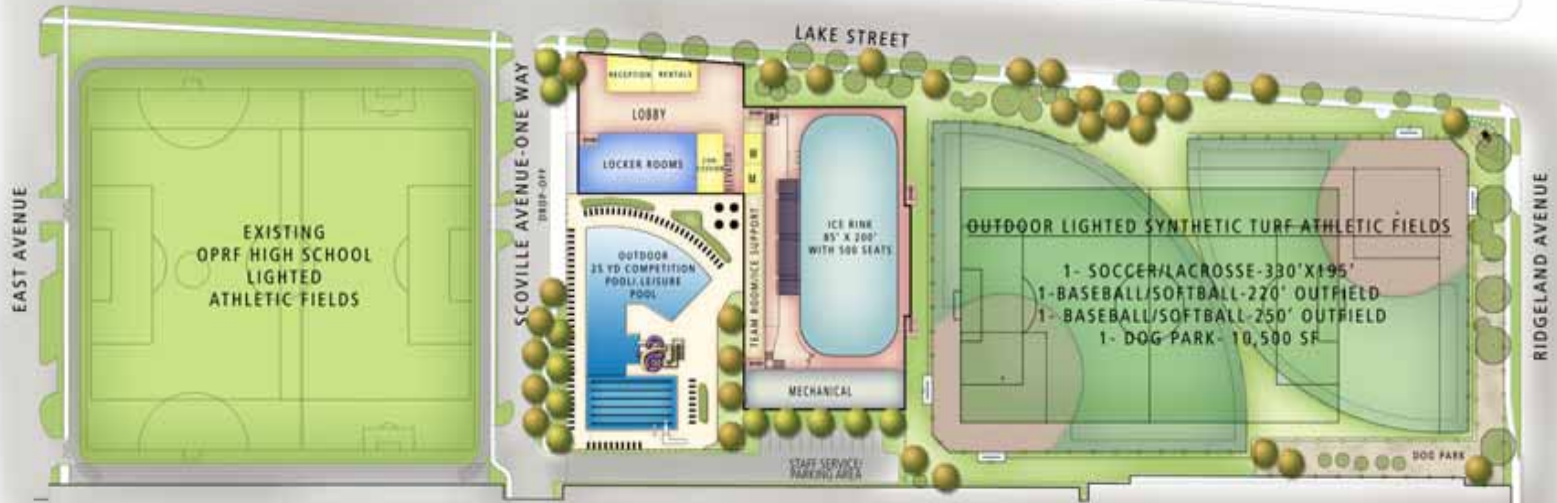 LAKE STREET
EAST AVENUE
EXISTING
OPRF HIGH SCHOOL
LIGHTED
ATHLETIC FIELDS
SCOVILLE AVENUE-ONE WAY
DROP-OFF
RECEPTION RENTALS
LOBBY
LOCKER ROOMS
ELEVATOR
W
M
OUTDOOR
25 YD COMPETITION
POOL/LEISURE
POOL
TEAM ROOM/ICE SUPPORT
ICE RINK
85' X 200'
WITH 500 SEATS
MECHANICAL
STAFF SERVICE/
PARKING AREA
OUTDOOR LIGHTED SYNTHETIC TURF ATHLETIC FIELDS
1- SOCCER/LACROSSE-330'X195'
1-BASEBALL/SOFTBALL-220' OUTFIELD
1- BASEBALL/SOFTBALL-250' OUTFIELD
1- DOG PARK- 10,500 SF
DOG PARK
RIDGELAND AVENUE